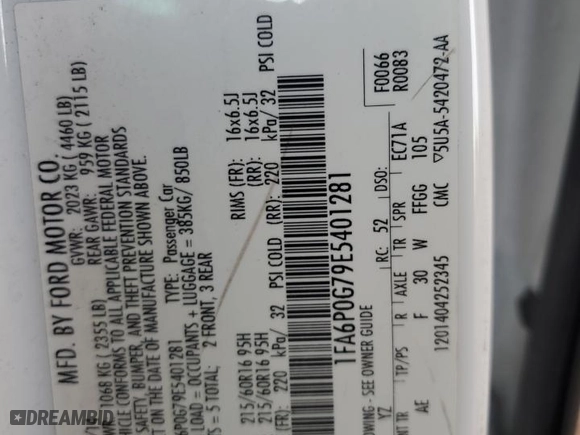 MFD. BY FORD MOTOR CO.
GVWR: 2023 KG ( 4460 LB)
1068 KG ( 2355 LB) REAR GAWR: 959 KG ( 2115 LB)
CONFORMS TO ALL APPLICABLE FEDERAL MOTOR
SAFETY, BUMPER, AND THEFT PREVENTION STANDARDS
ON THE DATE OF MANUFACTURE SHOWN ABOVE.
6P0G79E5401281 TYPE: Passenger Car
LOAD = OCCUPANTS + LUGGAGE = 385KG/ 850LB
5 TOTAL: 2 FRONT, 3 REAR
215/60R16 95H RIMS (FR): 16x6.5J
215/60R16 95H (RR): 16x6.5J
(FR): 220 kPa/ 32 PSI COLD (RR): 220 kPa/ 32 PSI COLD
1FA6P0G79E5401281
SEE OWNER GUIDE
F0066
R0083
YZ RC: 52 DSO:
TR TP/PS R AXLE TR SPR EC71A
AE F 30 W FFGG 105
1201404252345 CMC ▽5U5A-5420472-AA
DREAMBID